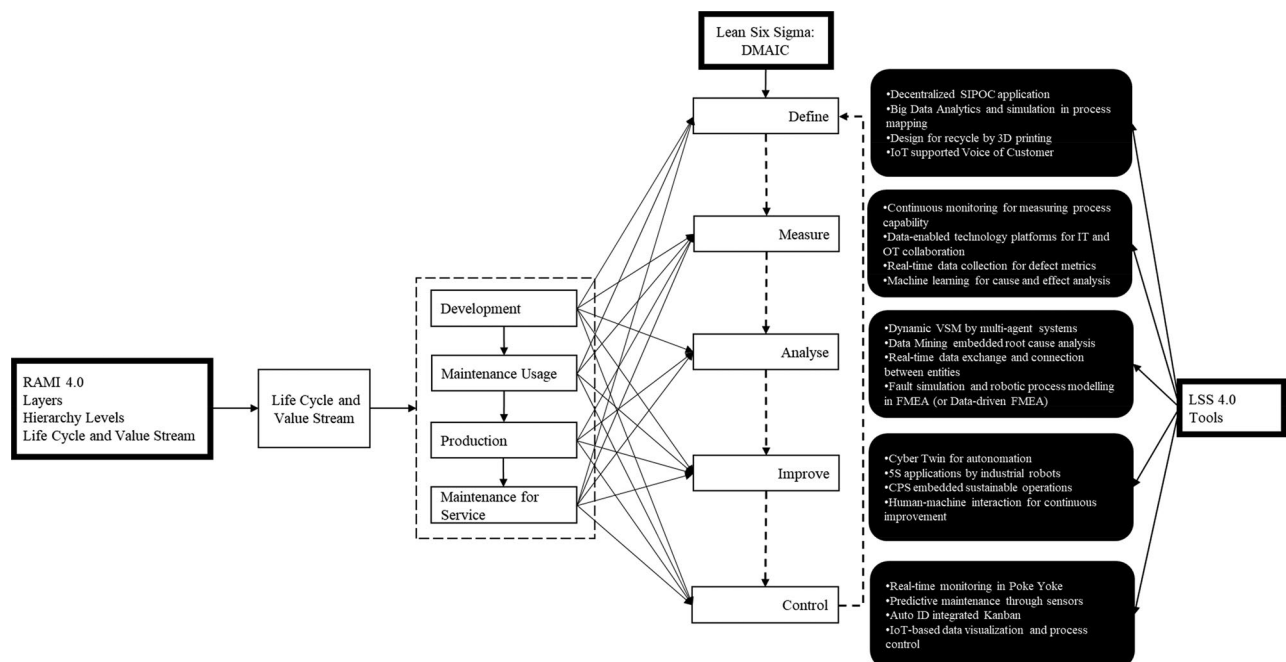 Lean Six Sigma:
DMAIC
Define
Measure
Analyse
Improve
Control
RAMI 4.0
Layers
Hierarchy Levels
Life Cycle and Value Stream
Life Cycle and
Value Stream
Development
Maintenance Usage
Production
Maintenance for
Service
•Decentralized SIPOC application
•Big Data Analytics and simulation in process
mapping
•Design for recycle by 3D printing
•IoT supported Voice of Customer
•Continuous monitoring for measuring process
capability
•Data-enabled technology platforms for IT and
OT collaboration
•Real-time data collection for defect metrics
•Machine learning for cause and effect analysis
•Dynamic VSM by multi-agent systems
•Data Mining embedded root cause analysis
•Real-time data exchange and connection
between entities
•Fault simulation and robotic process modelling
in FMEA (or Data-driven FMEA)
•Cyber Twin for autonomation
•5S applications by industrial robots
•CPS embedded sustainable operations
•Human-machine interaction for continuous
improvement
•Real-time monitoring in Poke Yoke
•Predictive maintenance through sensors
•Auto ID integrated Kanban
•IoT-based data visualization and process
control
LSS 4.0
Tools